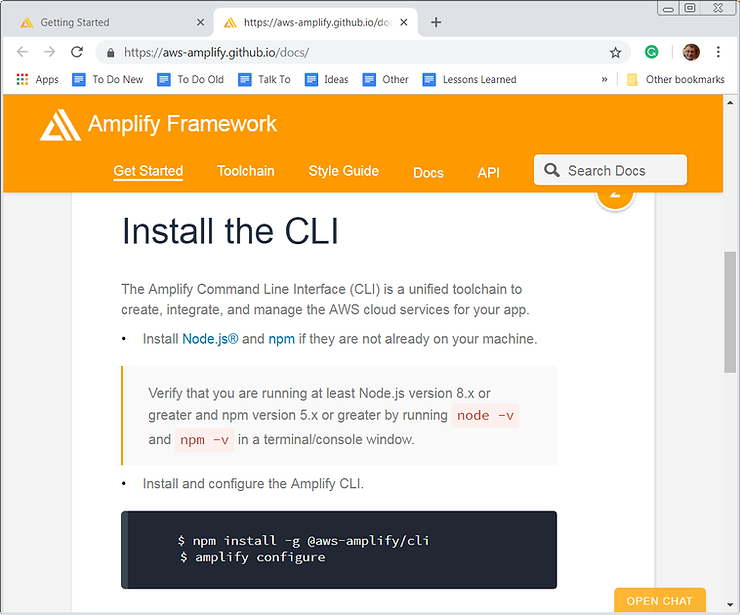 Getting Started
https://aws-amplify.github.io/do
https://aws-amplify.github.io/docs/
Apps To Do New To Do Old Talk To Ideas Other Lessons Learned » Other bookmarks
Amplify Framework
Get Started Toolchain Style Guide Docs API Search Docs
2
Install the CLI
The Amplify Command Line Interface (CLI) is a unified toolchain to
create, integrate, and manage the AWS cloud services for your app.
• Install Node.js® and npm if they are not already on your machine.
Verify that you are running at least Node.js version 8.x or
greater and npm version 5.x or greater by running node -v
and npm -v in a terminal/console window.
• Install and configure the Amplify CLI.
$ npm install -g @aws-amplify/cli
$ amplify configure
OPEN CHAT